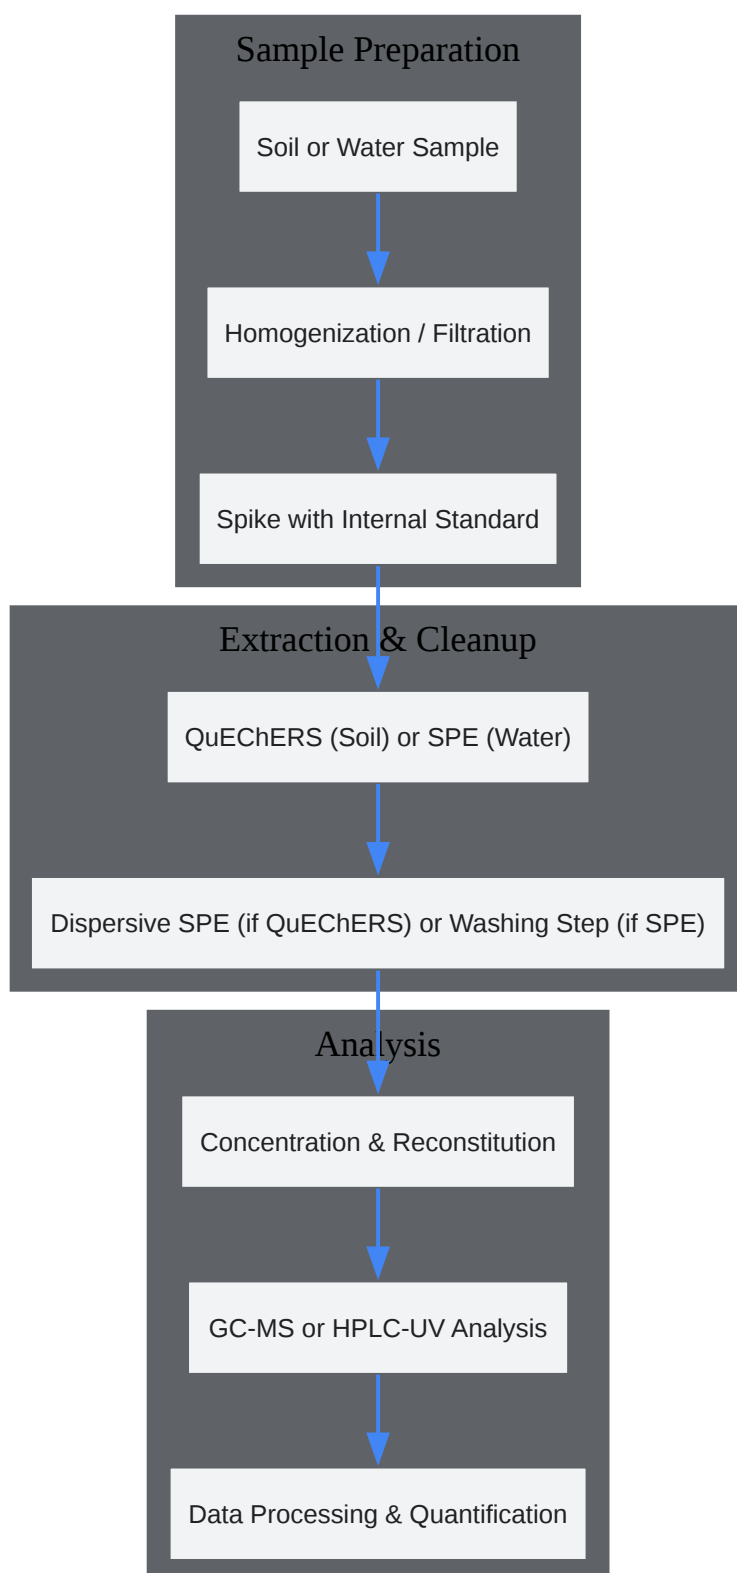 Sample Preparation
Soil or Water Sample
Homogenization / Filtration
Spike with Internal Standard
Extraction & Cleanup
QuEChERS (Soil) or SPE (Water)
Dispersive SPE (if QuEChERS) or Washing Step (if SPE)
Analysis
Concentration & Reconstitution
GC-MS or HPLC-UV Analysis
Data Processing & Quantification